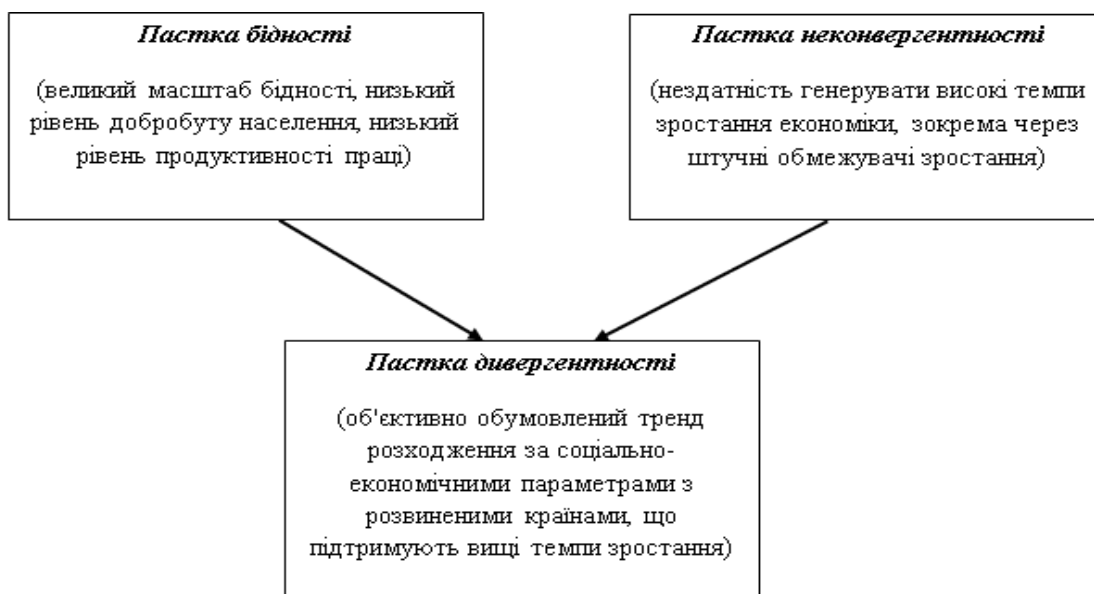 Пастка бідності
(великий масштаб бідності, низький
рівень добробуту населення, низький
рівень продуктивності праці)
Пастка неконвергентності
(нездатність генерувати високі темпи
зростання економіки, зокрема через
штучні обмежувачі зростання)
Пастка дивергентності
(об'єктивно обумовлений тренд
розходження за соціально-
економічними параметрами з
розвиненими країнами, що
підтримують вищі темпи зростання)